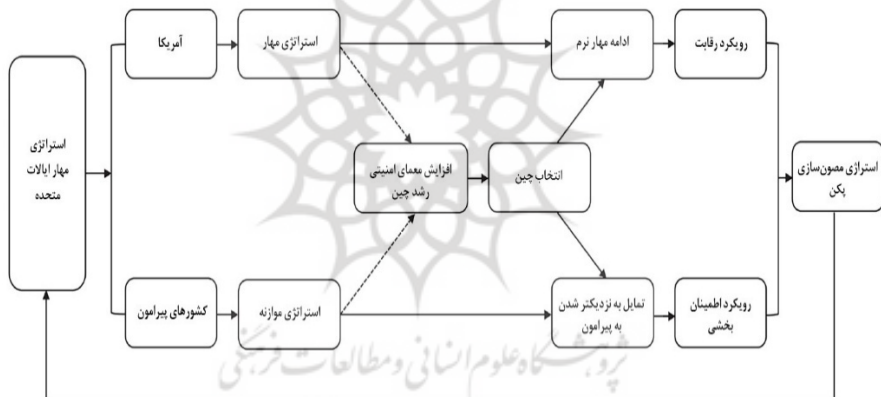 آمریکا
استراتژی مهار
ادامه مهار نرم
رویکرد رقابت
استراتژی
مهار ایالات
متحده
افزایش معمای امنیتی
رشد چین
انتخاب چین
استراژی مصون‌سازی
پکن
کشورهای پیرامون
استراتژی موازنه
تمایل به نزدیکتر شدن
به پیرامون
رویکرد اطمینان
بخشی
پژوهشگاه علوم انسانی و مطالعات فرهنگی